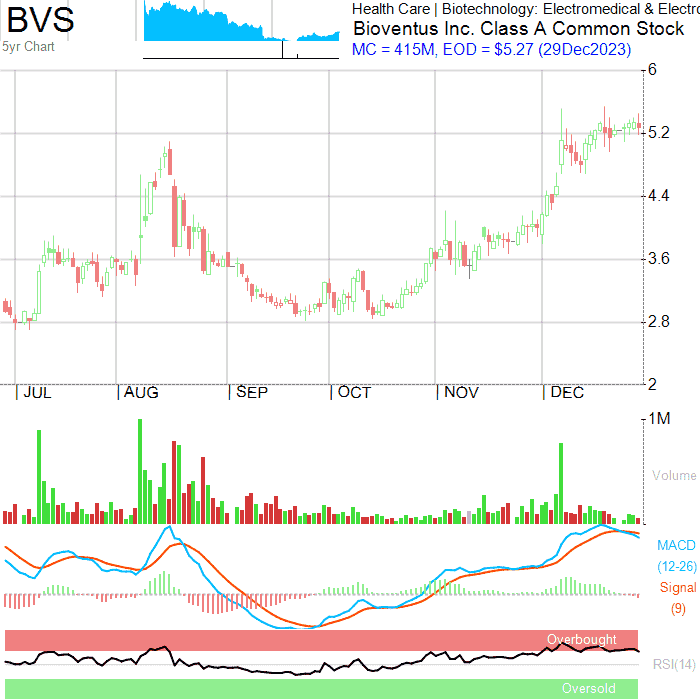 BVS
5yr Chart
Health Care | Biotechnology: Electromedical & Electro
Bioventus Inc. Class A Common Stock
MC = 415M, EOD = $5.27 (29Dec2023)
6
5.2
4.4
3.6
2.8
2
| JUL | AUG | SEP | OCT | NOV | DEC
1M
Volume
MACD
(12-26)
Signal
(9)
Overbought
RSI(14)
Oversold